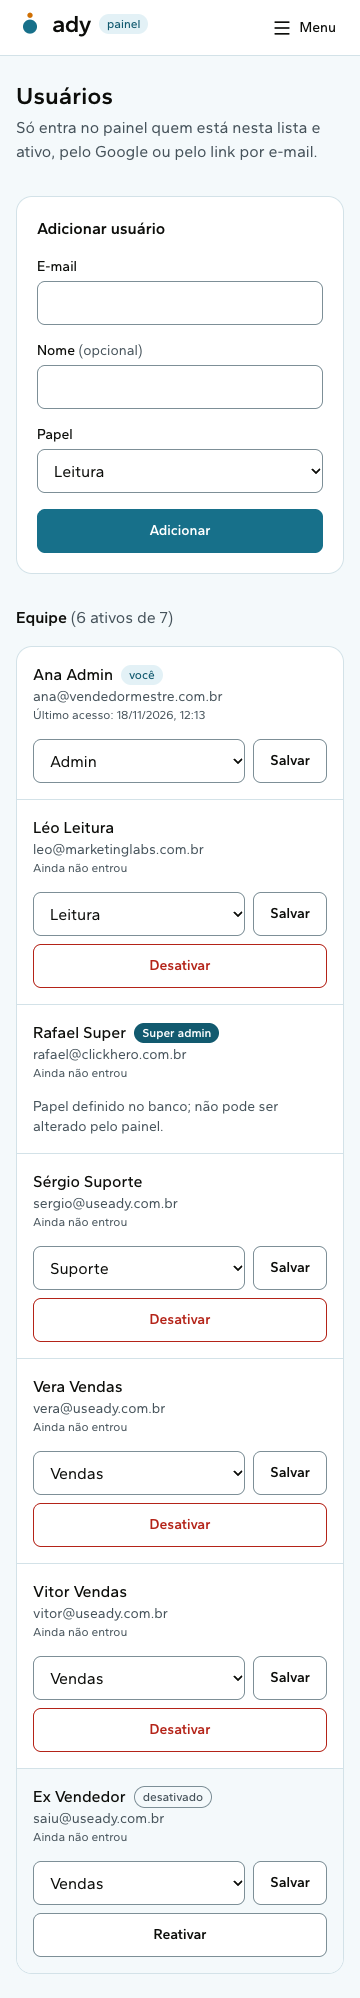 ady painel Menu
Usuários
Só entra no painel quem está nesta lista e
ativo, pelo Google ou pelo link por e-mail.
Adicionar usuário
E-mail
Nome (opcional)
Papel
Leitura
Adicionar
Equipe (6 ativos de 7)
Ana Admin você
ana@vendedormestre.com.br
Último acesso: 18/11/2026, 12:13
Admin Salvar
Léo Leitura
leo@marketinglabs.com.br
Ainda não entrou
Leitura Salvar
Desativar
Rafael Super Super admin
rafael@clickhero.com.br
Ainda não entrou
Papel definido no banco; não pode ser
alterado pelo painel.
Sérgio Suporte
sergio@useady.com.br
Ainda não entrou
Suporte Salvar
Desativar
Vera Vendas
vera@useady.com.br
Ainda não entrou
Vendas Salvar
Desativar
Vitor Vendas
vitor@useady.com.br
Ainda não entrou
Vendas Salvar
Desativar
Ex Vendedor desativado
saiu@useady.com.br
Ainda não entrou
Vendas Salvar
Reativar